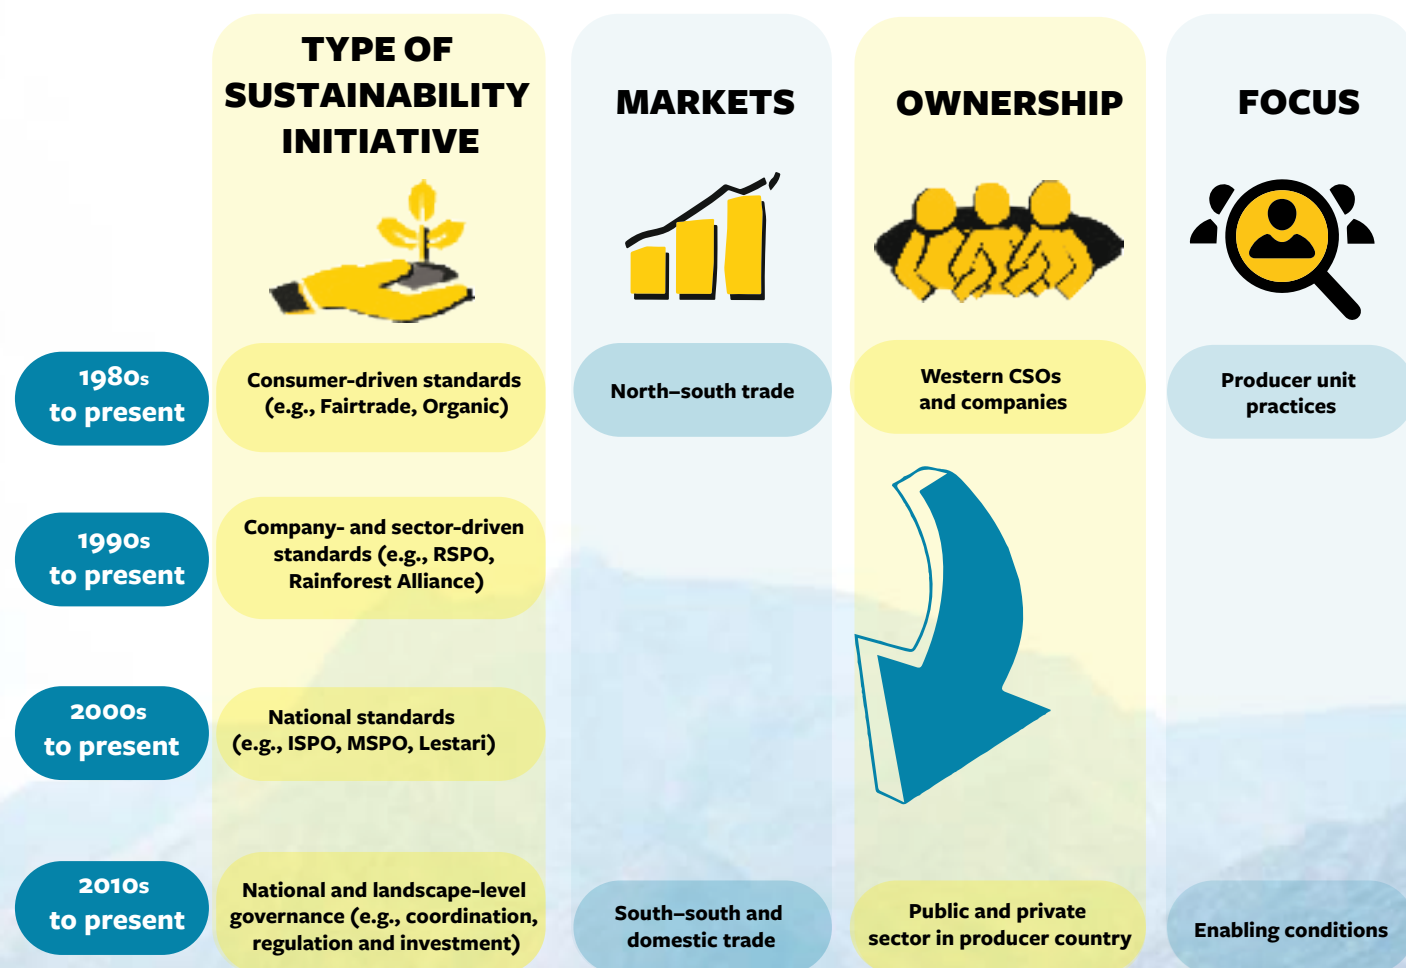 TYPE OF
SUSTAINABILITY
INITIATIVE
MARKETS
OWNERSHIP
FOCUS
1980s
to present
Consumer-driven standards
(e.g., Fairtrade, Organic)
North–south trade
Western CSOs
and companies
Producer unit
practices
1990s
to present
Company- and sector-driven
standards (e.g., RSPO,
Rainforest Alliance)
2000s
to present
National standards
(e.g., ISPO, MSPO, Lestari)
2010s
to present
National and landscape-level
governance (e.g., coordination,
regulation and investment)
South–south and
domestic trade
Public and private
sector in producer country
Enabling conditions